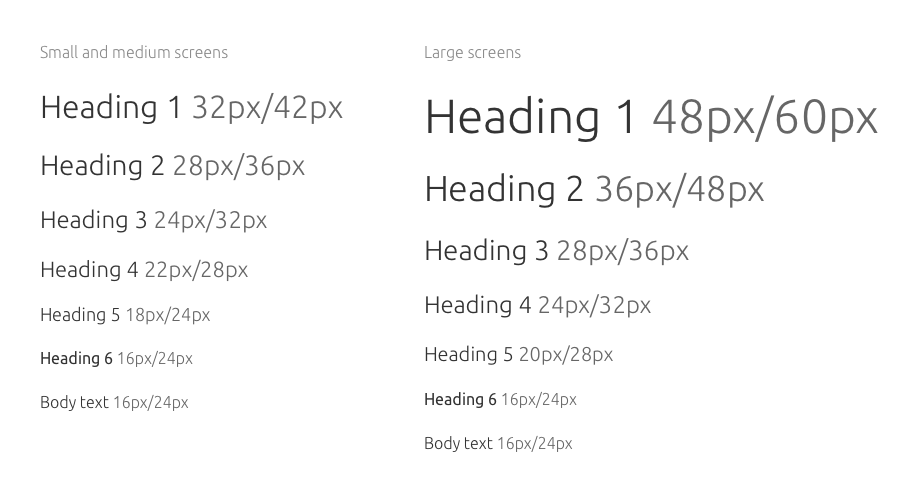 Small and medium screens
Heading 1 32px/42px
Heading 2 28px/36px
Heading 3 24px/32px
Heading 4 22px/28px
Heading 5 18px/24px
Heading 6 16px/24px
Body text 16px/24px
Large screens
Heading 1 48px/60px
Heading 2 36px/48px
Heading 3 28px/36px
Heading 4 24px/32px
Heading 5 20px/28px
Heading 6 16px/24px
Body text 16px/24px